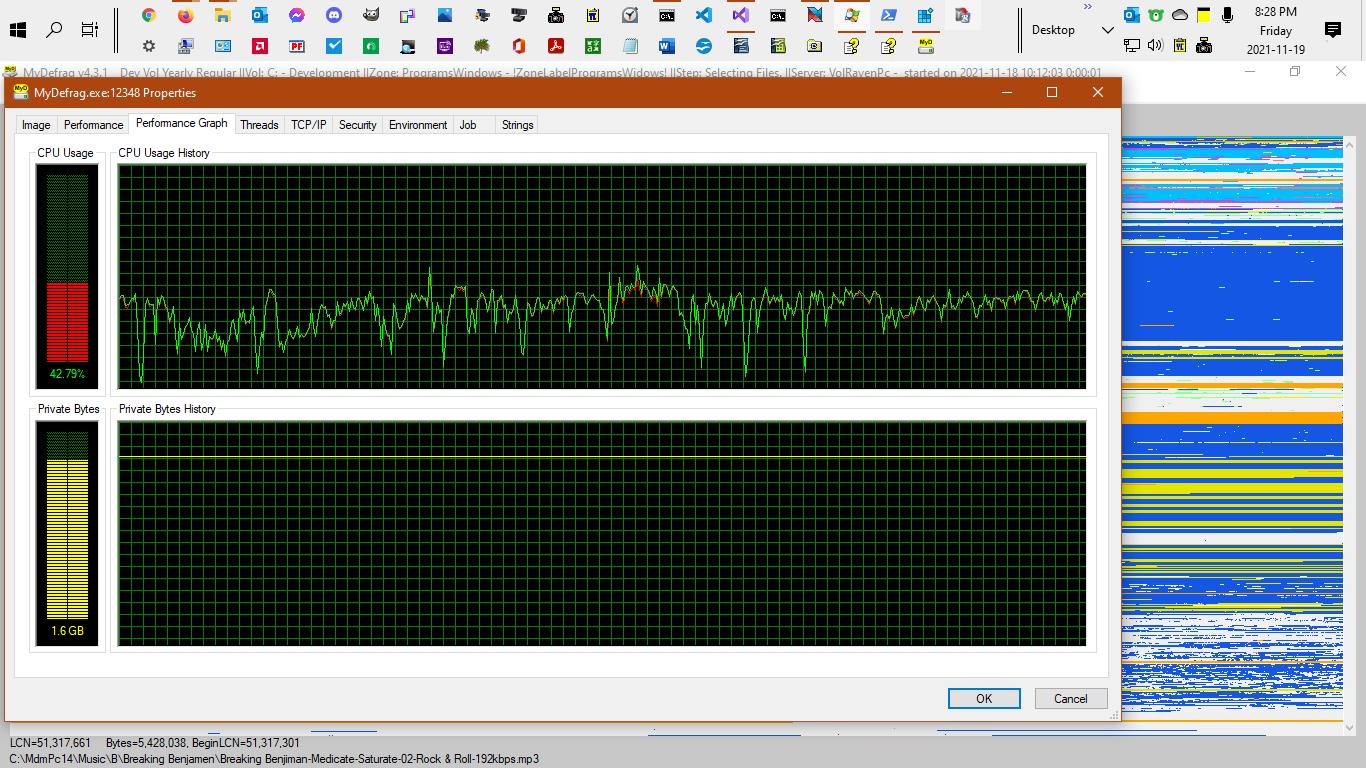 8:28 PM
Friday
2021-11-19
Desktop
MyDefrag v4.3.1 Dev Vol Yearly Regular ||Vol: C: - Development ||Zone: ProgramsWindows - !ZoneLabelProgramsWidows! ||Step: Selecting Files, ||Server: VolRavenPc - started on 2021-11-18 10:12:03 0:00:01
MyDefrag.exe:12348 Properties
Image Performance Performance Graph Threads TCP/IP Security Environment Job Strings
CPU Usage CPU Usage History
42.79%
Private Bytes Private Bytes History
1.6 GB
OK Cancel
LCN=51,317,661 Bytes=5,428,038, BeginLCN=51,317,301
C:\MdmPc14\Music\B\Breaking Benjamen\Breaking Benjiman-Medicate-Saturate-02-Rock & Roll-192kbps.mp3